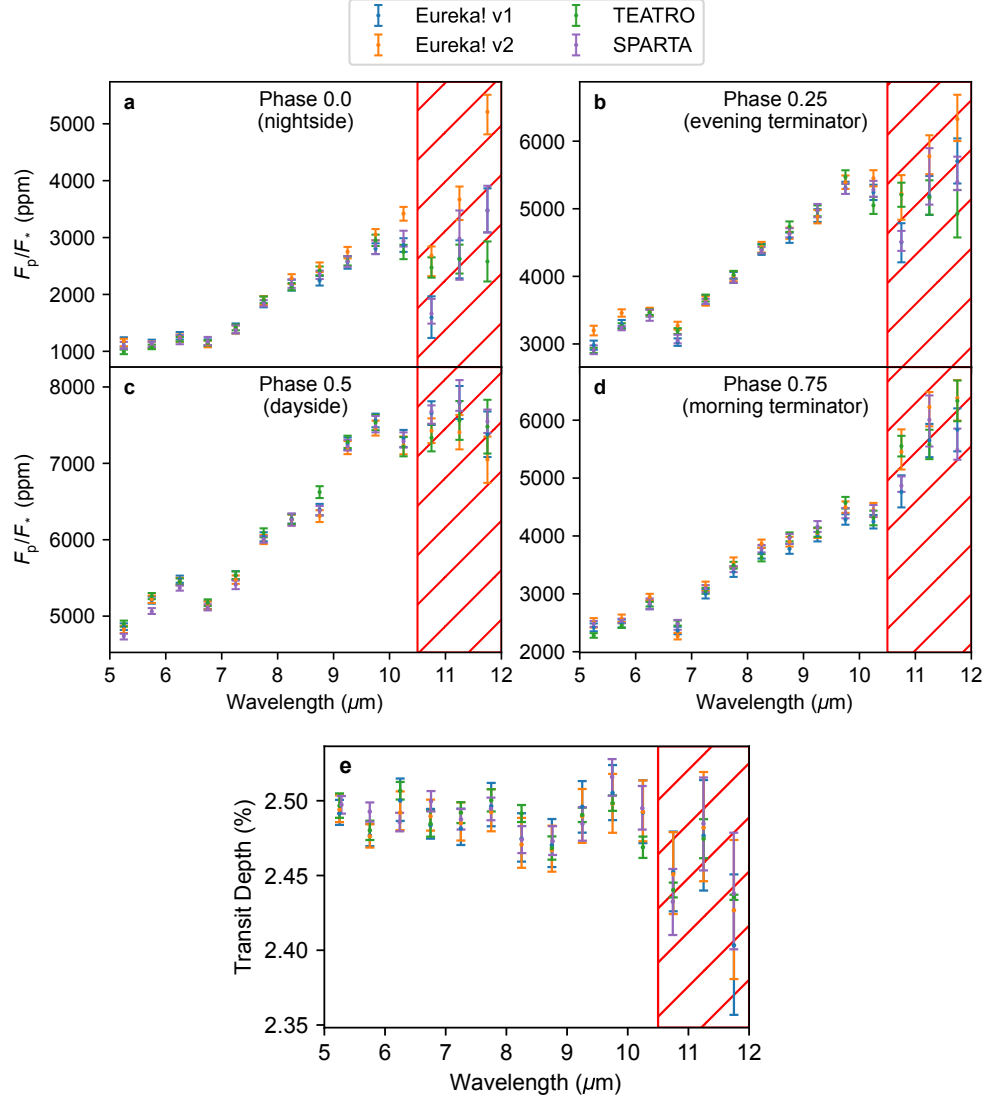 Eureka! v1
Eureka! v2
TEATRO
SPARTA
a
Phase 0.0
(nightside)
5000
4000
3000
2000
1000
Fp/F* (ppm)
b
Phase 0.25
(evening terminator)
6000
5000
4000
3000
c
Phase 0.5
(dayside)
8000
7000
6000
5000
Fp/F* (ppm)
5 6 7 8 9 10 11 12
Wavelength (μm)
d
Phase 0.75
(morning terminator)
6000
5000
4000
3000
2000
5 6 7 8 9 10 11 12
Wavelength (μm)
e
2.50
2.45
2.40
2.35
Transit Depth (%)
5 6 7 8 9 10 11 12
Wavelength (μm)